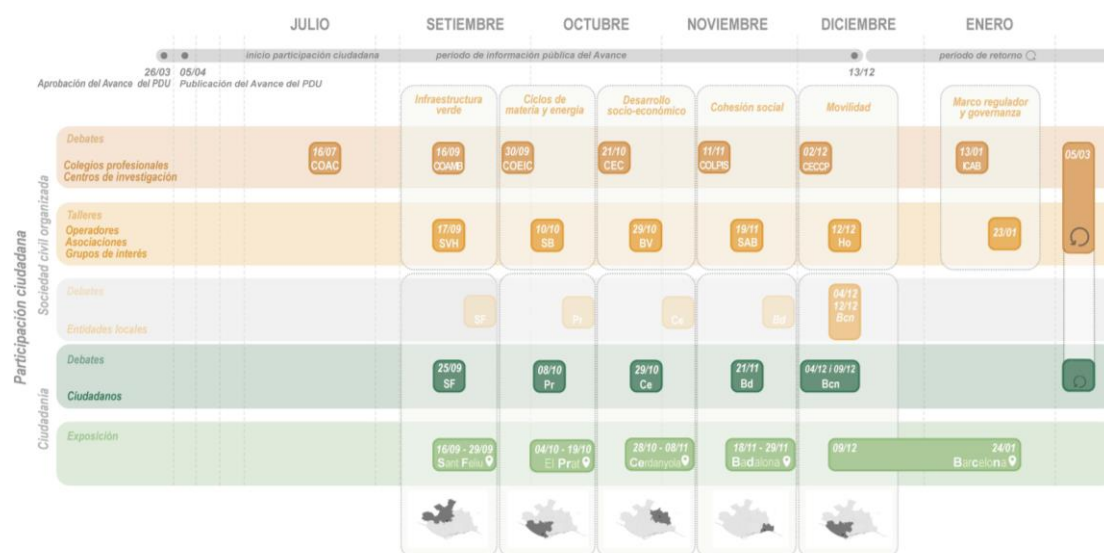 JULIO
SETIEMBRE
OCTUBRE
NOVIEMBRE
DICIEMBRE
ENERO
inicio participación ciudadana
periodo de información pública del Avance
periodo de retorno
26/03
Aprobación del Avance del PDU
05/04
Publicación del Avance del PDU
13/12
Infraestructura
verde
Ciclos de
matería y energía
Desarrollo
socio-económico
Cohesión social
Movilidad
Marco regulador
y governanza
Participación ciudadana
Sociedad civil organizada
Debates
Colegios profesionales
Centros de investigación
16/07
COAC
16/09
COAMB
30/09
COEIC
21/10
CEC
11/11
COLPIS
02/12
CECCP
13/01
ICAB
05/03
Talleres
Operadores
Asociaciones
Grupos de interés
17/09
SVH
10/10
SB
29/10
BV
19/11
SAB
12/12
Ho
23/01
Debates
Entidades locales
SF
Pr
Ce
Bd
04/12
12/12
Bcn
Ciudadanía
Debates
Ciudadanos
25/09
SF
08/10
Pr
29/10
Ce
21/11
Bd
04/12 i 09/12
Bcn
Exposición
16/09 - 29/09
Sant Feliu
04/10 - 19/10
El Prat
28/10 - 08/11
Cerdanyola
18/11 - 29/11
Badalona
09/12
24/01
Barcelona